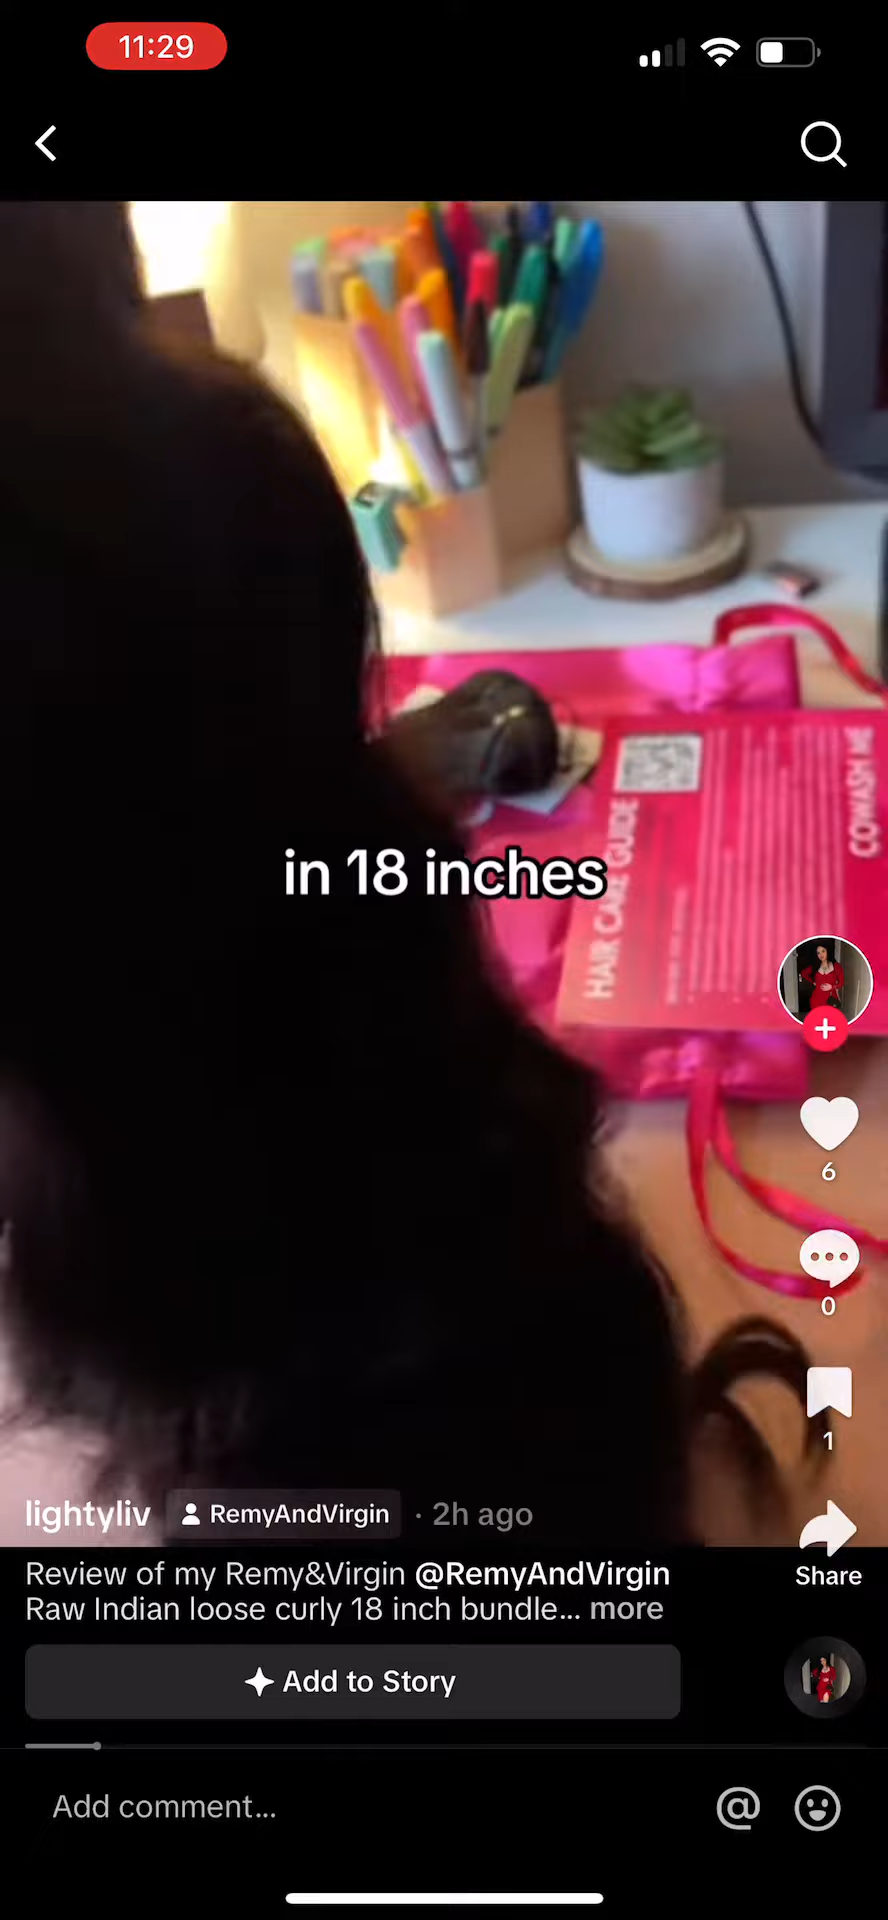 11:29
HAIR CARE GUIDE
COWASH ME
in 18 inches
6
0
1
lightyliv RemyAndVirgin · 2h ago
Review of my Remy&Virgin @RemyAndVirgin
Raw Indian loose curly 18 inch bundle... more
Share
Add to Story
Add comment...